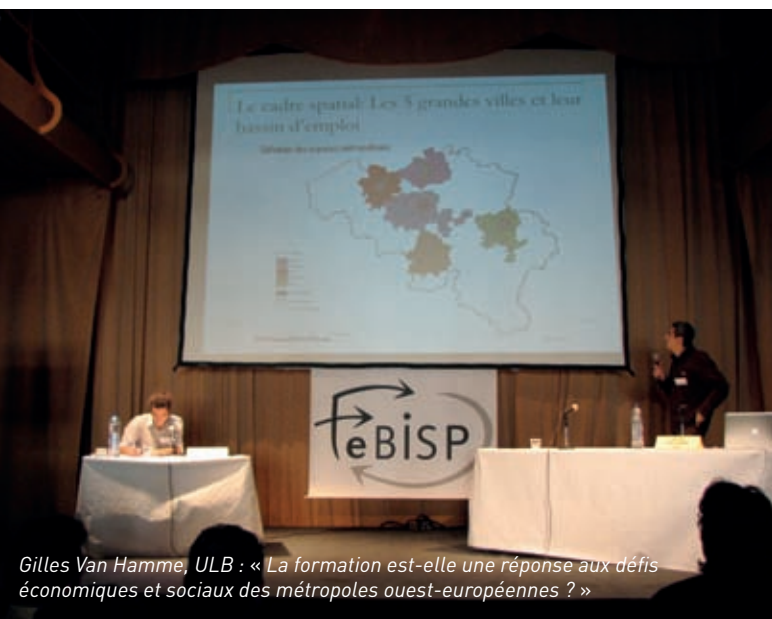 Le cadre spatial: Les 5 grandes villes et leur
bassin d'emploi
FeBISP
Gilles Van Hamme, ULB : « La formation est-elle une réponse aux défis
économiques et sociaux des métropoles ouest-européennes ? »